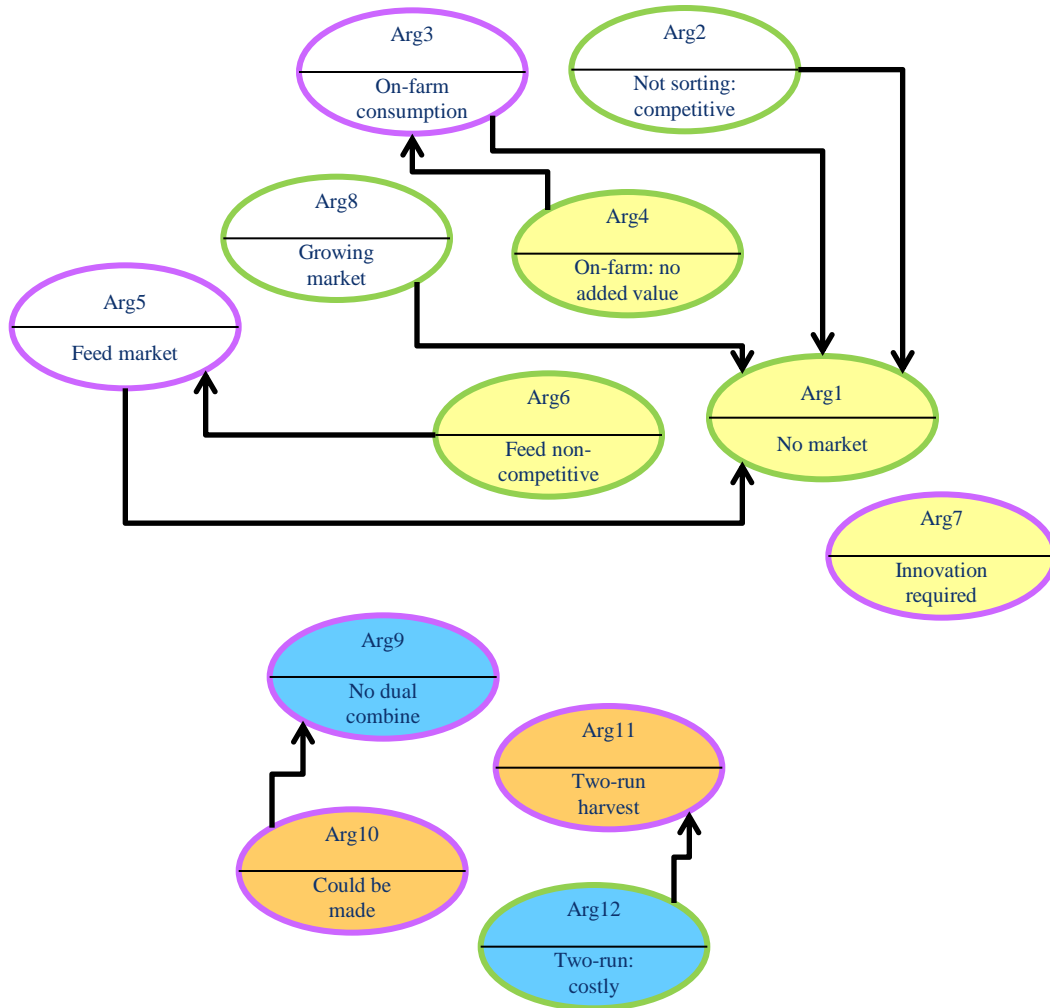 Arg3
On-farm
consumption
Arg2
Not sorting:
competitive
Arg8
Growing
market
Arg4
On-farm: no
added value
Arg5
Feed market
Arg6
Feed non-
competitive
Arg1
No market
Arg7
Innovation
required
Arg9
No dual
combine
Arg11
Two-run
harvest
Arg10
Could be
made
Arg12
Two-run:
costly